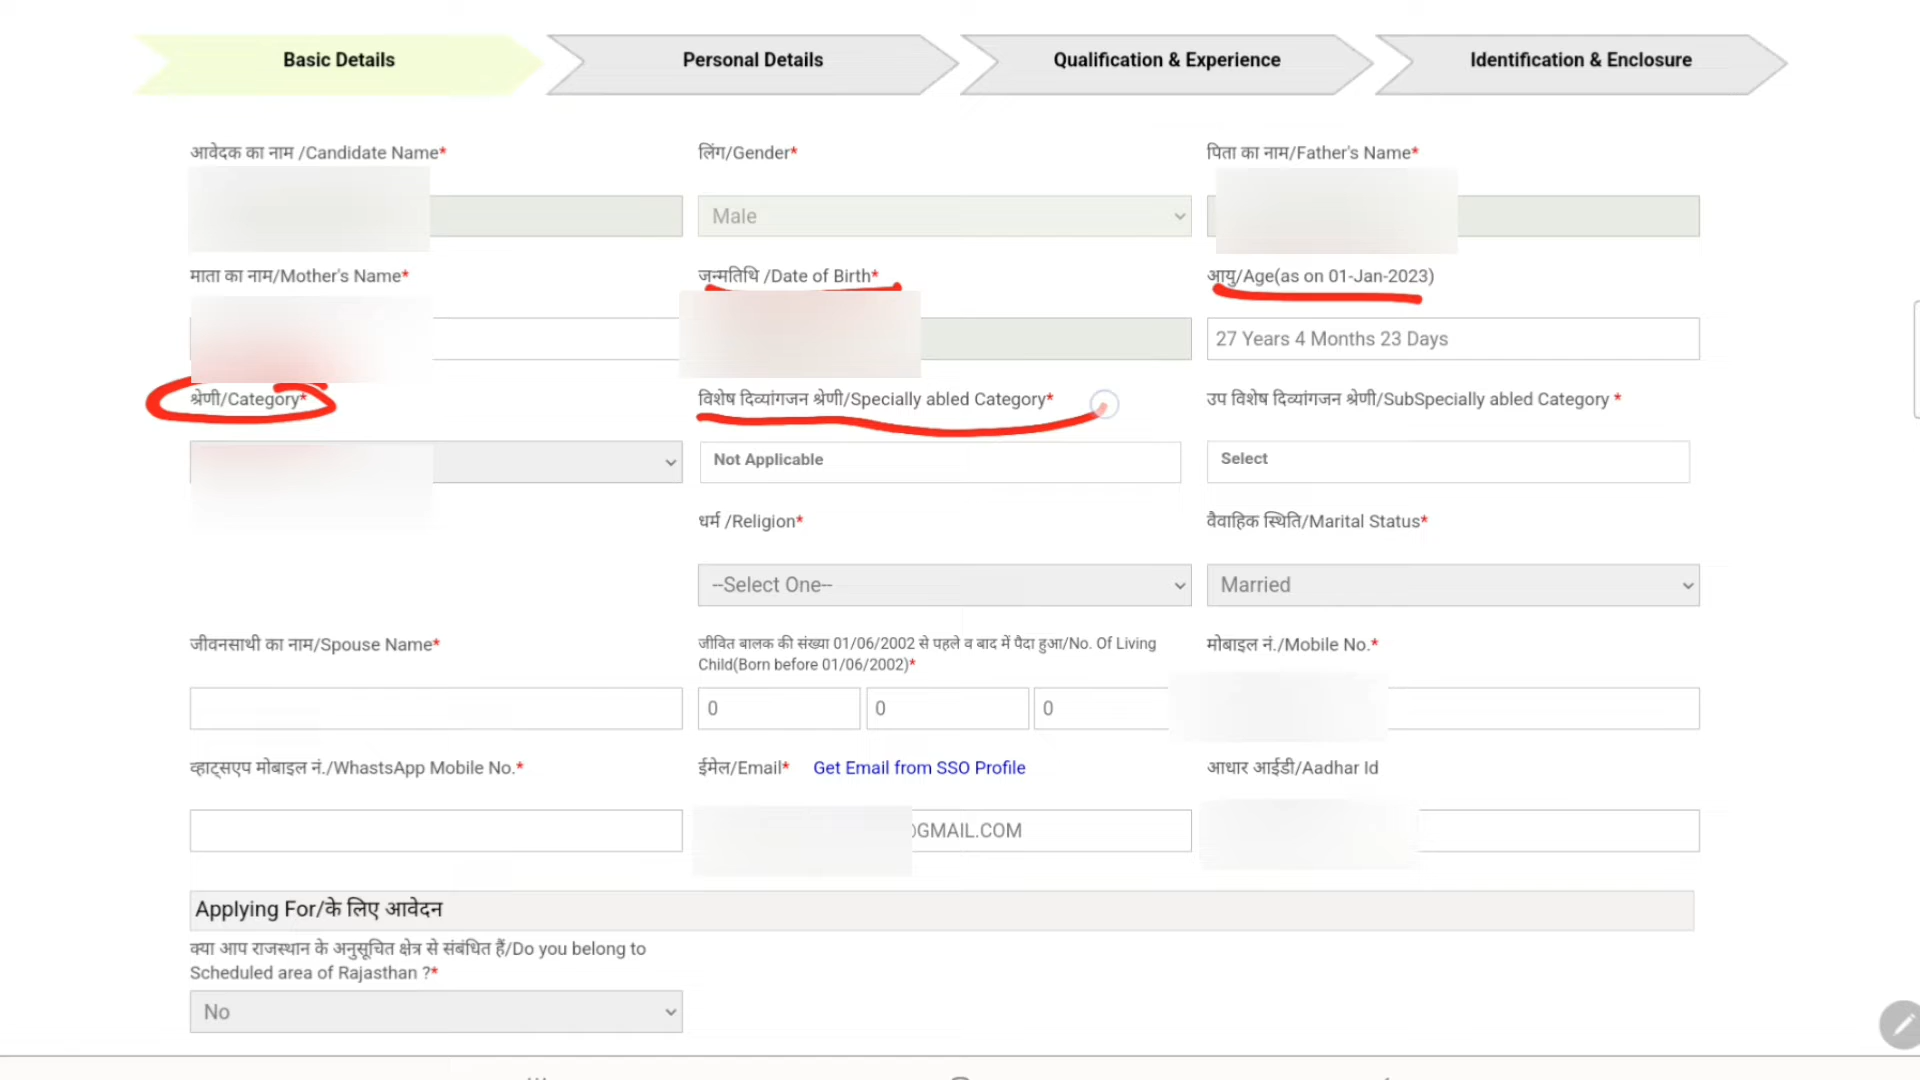 Basic Details
Personal Details
Qualification & Experience
Identification & Enclosure
आवेदक का नाम /Candidate Name*
लिंग/Gender*
पिता का नाम/Father's Name*
Male
माता का नाम/Mother's Name*
जन्मतिथि /Date of Birth*
आयु/Age(as on 01-Jan-2023)
27 Years 4 Months 23 Days
श्रेणी/Category*
विशेष दिव्यांगजन श्रेणी/Specially abled Category*
उप विशेष दिव्यांगजन श्रेणी/SubSpecially abled Category *
Not Applicable
Select
धर्म /Religion*
वैवाहिक स्थिति/Marital Status*
--Select One--
Married
जीवनसाथी का नाम/Spouse Name*
जीवित बालक की संख्या 01/06/2002 से पहले व बाद में पैदा हुआ/No. Of Living
Child(Born before 01/06/2002)*
मोबाइल नं./Mobile No.*
0
0
0
व्हाट्सएप मोबाइल नं./WhastsApp Mobile No.*
ईमेल/Email* Get Email from SSO Profile
आधार आईडी/Aadhar Id
@GMAIL.COM
Applying For/के लिए आवेदन
क्या आप राजस्थान के अनुसूचित क्षेत्र से संबंधित हैं/Do you belong to
Scheduled area of Rajasthan ?*
No